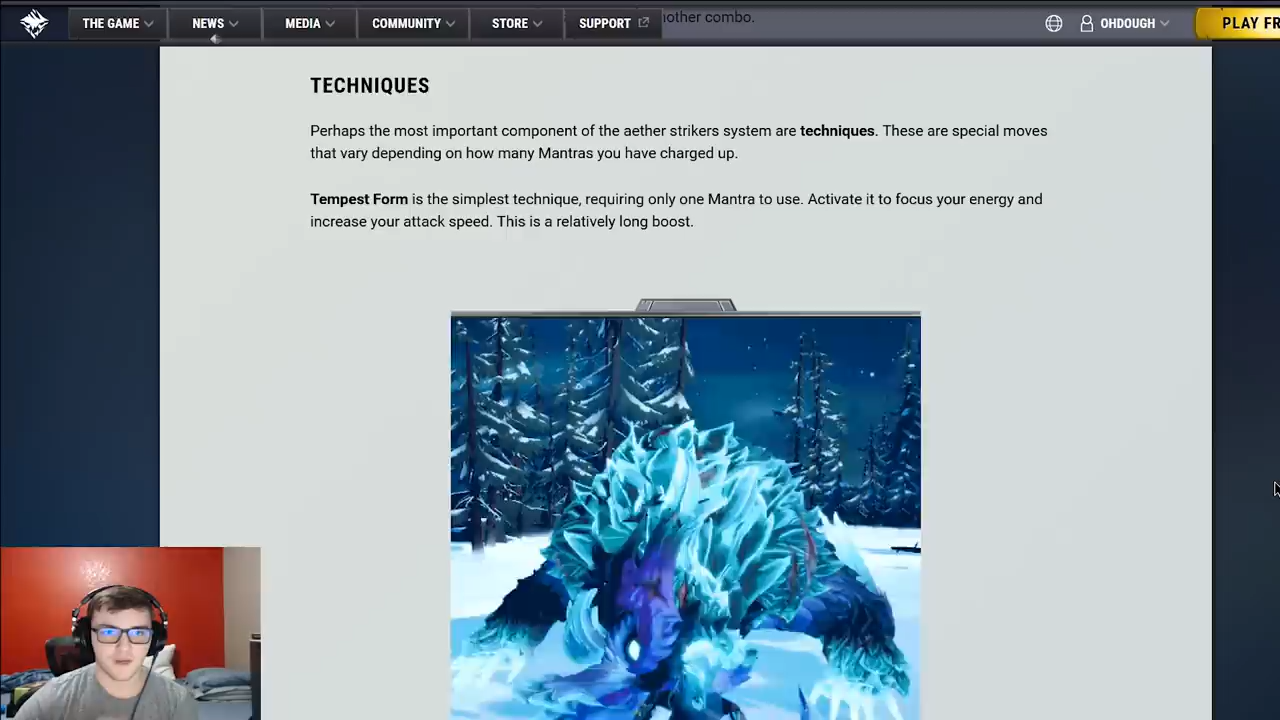 THE GAME
NEWS
MEDIA
COMMUNITY
STORE
SUPPORT
other combo.
OHDOUGH
PLAY FR
TECHNIQUES
Perhaps the most important component of the aether strikers system are techniques. These are special moves
that vary depending on how many Mantras you have charged up.
Tempest Form is the simplest technique, requiring only one Mantra to use. Activate it to focus your energy and
increase your attack speed. This is a relatively long boost.